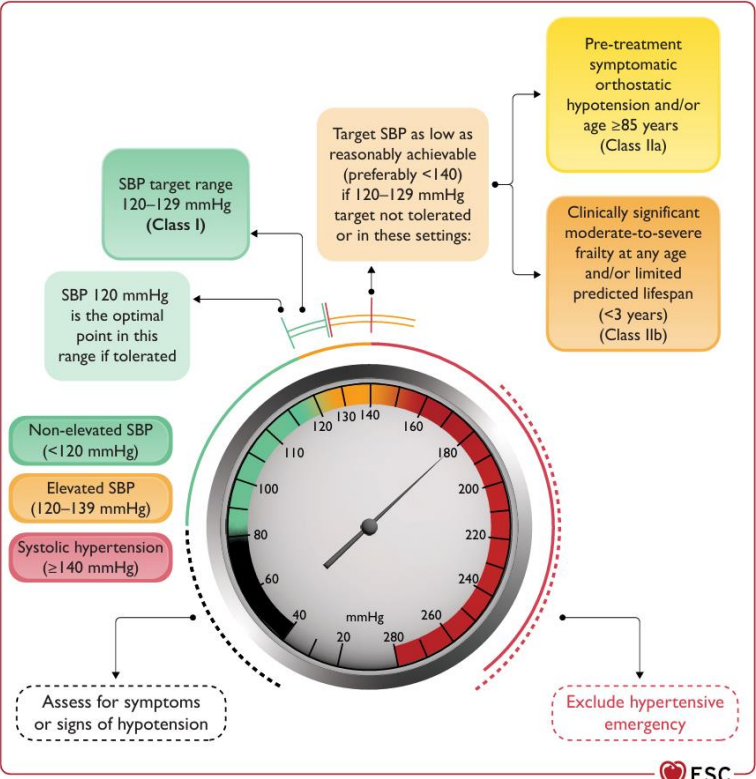 Pre-treatment
symptomatic
orthostatic
hypotension and/or
age ≥85 years
(Class IIa)
Target SBP as low as
reasonably achievable
(preferably <140)
if 120–129 mmHg
target not tolerated
or in these settings:
SBP target range
120–129 mmHg
(Class I)
Clinically significant
moderate-to-severe
frailty at any age
and/or limited
predicted lifespan
(<3 years)
(Class IIb)
SBP 120 mmHg
is the optimal
point in this
range if tolerated
Non-elevated SBP
(<120 mmHg)
Elevated SBP
(120–139 mmHg)
Systolic hypertension
(≥140 mmHg)
20
40
60
80
100
110
120
130
140
160
180
200
220
240
260
280
mmHg
Assess for symptoms
or signs of hypotension
Exclude hypertensive
emergency
ESC